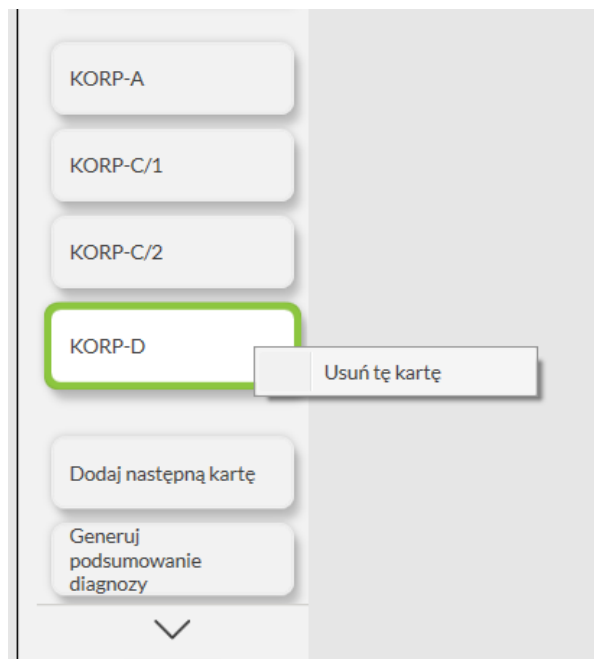 KORP-A
KORP-C/1
KORP-C/2
KORP-D
Usuń tę kartę
Dodaj następną kartę
Generuj
podsumowanie
diagnozy